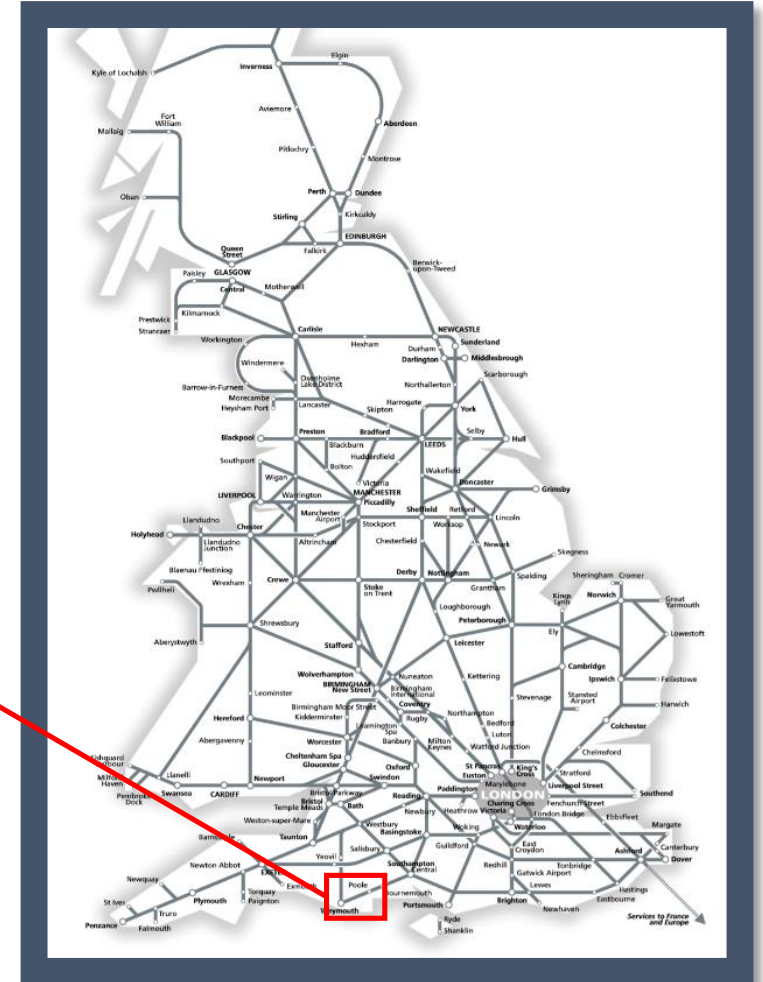 Elgin
Inverness
Kyle of Lochalsh
Aviemore
Fort
William
Aberdeen
Mallaig
Pitlochry
Montrose
Perth
Dundee
Oban
Stirling
Kirkcaldy
EDINBURGH
Queen
Street
Falkirk
Berwick-
upon-Tweed
Paisley
GLASGOW
Central
Motherwell
Kilmarnock
Prestwick
Stranraer
Carlisle
NEWCASTLE
Workington
Hexham
Durham
Sunderland
Darlington
Middlesbrough
Windermere
Scarborough
Oxenholme
Lake District
Northallerton
Barrow-in-Furness
Morecambe
Heysham Port
Lancaster
Harrogate
York
Skipton
Blackpool
Preston
Bradford
Selby
Hull
Blackburn
LEEDS
Huddersfield
Southport
Bolton
Wakefield
Wigan
Victoria
Doncaster
Grimsby
LIVERPOOL
Warrington
MANCHESTER
Piccadilly
Manchester
Airport
Sheffield
Retford
Stockport
Worksop
Lincoln
Llandudno
Chester
Holyhead
Llandudno
Junction
Altrincham
Chesterfield
Newark
Skegness
Blaenau Ffestiniog
Derby
Nottingham
Spalding
Sheringham
Cromer
Pwllheli
Wrexham
Crewe
Stoke
on Trent
Grantham
Kings
Lynn
Norwich
Great
Yarmouth
Loughborough
Peterborough
Shrewsbury
Ely
Lowestoft
Aberystwyth
Stafford
Leicester
Wolverhampton
Cambridge
BIRMINGHAM
New Street
Nuneaton
Kettering
Ipswich
Felixstowe
Birmingham
International
Leominster
Stevenage
Stansted
Airport
Harwich
Birmingham Moor Street
Coventry
Hereford
Kidderminster
Rugby
Northampton
Leamington
Spa
Bedford
Colchester
Abergavenny
Worcester
Banbury
Milton
Keynes
Luton
Watford Junction
Chelmsford
Cheltenham Spa
Gloucester
Oxford
St Pancras
King's
Cross
Llanelli
Euston
Stratford
Milford
Haven
Newport
Swindon
Marylebone
Liverpool Street
Pembroke
Dock
Swansea
CARDIFF
Bristol Parkway
Reading
Paddington
LONDON
Southend
Bristol
Temple Meads
Bath
Newbury
Heathrow
Victoria
Charing Cross
Fenchurch Street
London Bridge
Ebbsfleet
Weston-super-Mare
Westbury
Basingstoke
Woking
Waterloo
Margate
Taunton
Salisbury
Guildford
East
Croydon
Canterbury
Yeovil
Ashford
Dover
Newton Abbot
Southampton
Central
Redhill
Tonbridge
Gatwick Airport
Newquay
Poole
Bournemouth
Lewes
Hastings
St Ives
Plymouth
Torquay
Paignton
Eastbourne
Truro
Portsmouth
Brighton
Newhaven
Penzance
Falmouth
Ryde
Shanklin
Services to France
and Europe